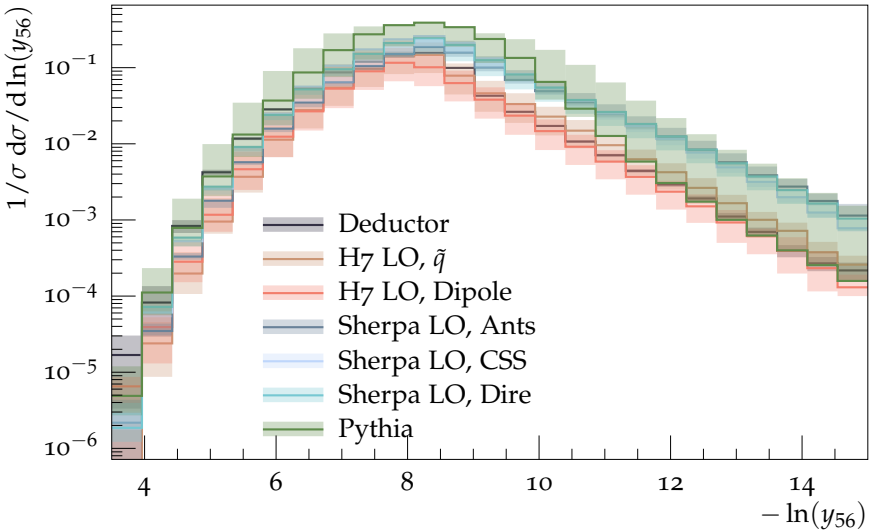 1/σ dσ/d ln(y₅₆)
10⁻¹
10⁻²
10⁻³
10⁻⁴
10⁻⁵
10⁻⁶
Deductor
H7 LO, q̃
H7 LO, Dipole
Sherpa LO, Ants
Sherpa LO, CSS
Sherpa LO, Dire
Pythia
4 6 8 10 12 14
− ln(y₅₆)